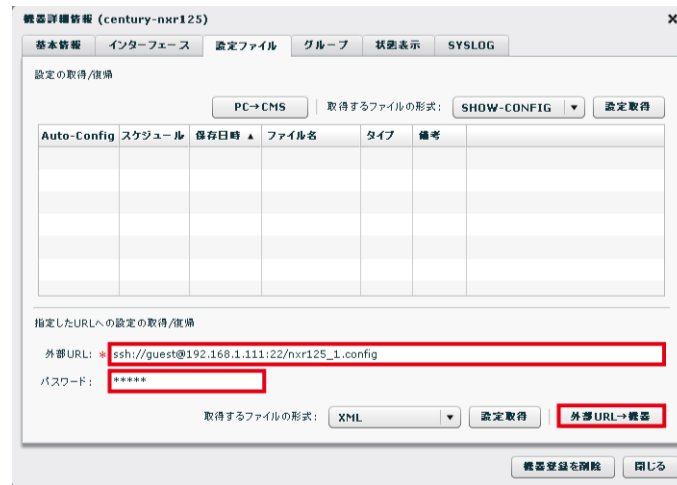 機器詳細情報 (century-nxr125) ×
基本情報 インターフェース 設定ファイル グループ 状態表示 SYSLOG
設定の取得/復帰
PC→CMS 取得するファイルの形式: SHOW-CONFIG ▼ 設定取得
Auto-Config スケジュール 保存日時 ▲ ファイル名 タイプ 備考
指定したURLへの設定の取得/復帰
外部URL: * ssh://guest@192.168.1.111:22/nxr125_1.config
パスワード: *****
取得するファイルの形式: XML ▼ 設定取得 外部URL→機器
機器登録を削除 閉じる